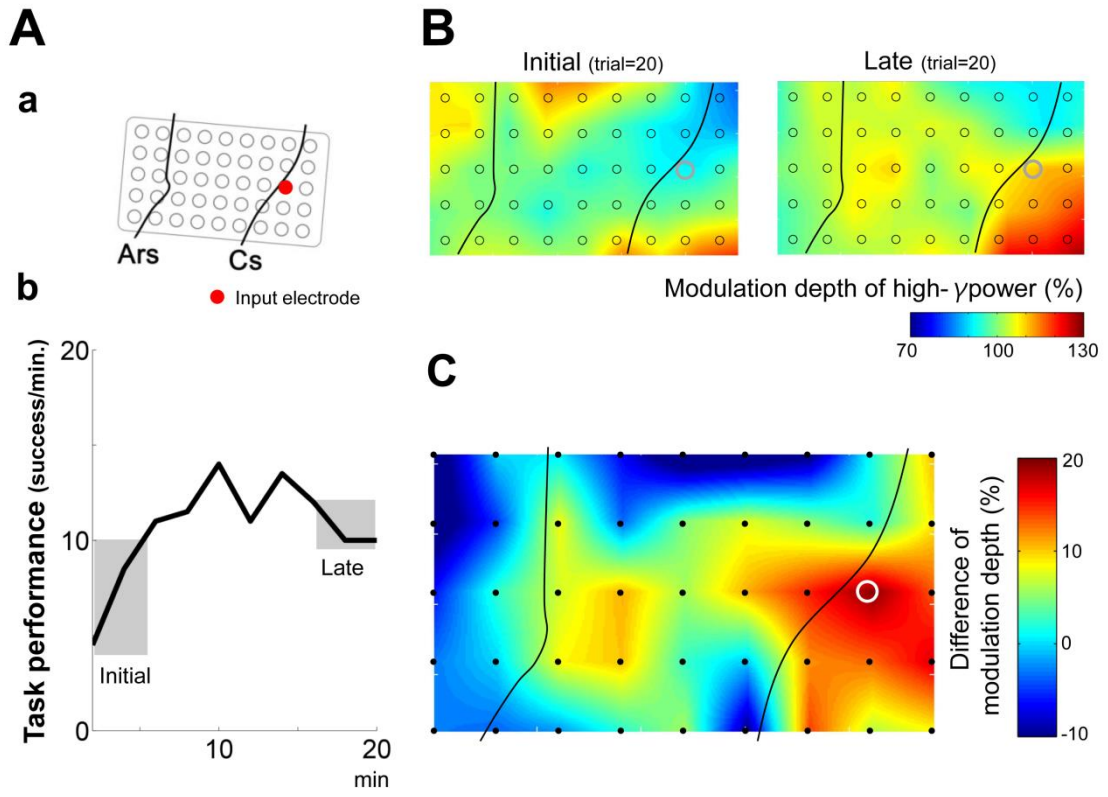 A
a
Ars
Cs
Input electrode
b
Task performance (success/min.)
20
10
0
Initial
Late
10
20
min
B
Initial (trial=20)
Late (trial=20)
Modulation depth of high- γpower (%)
70
100
130
C
Difference of
modulation depth (%)
20
10
0
-10